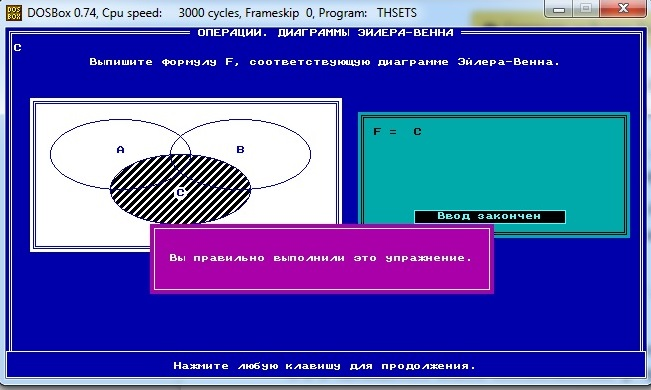 DOSBox 0.74, Cpu speed: 3000 cycles, Frameskip 0, Program: THSETS
ОПЕРАЦИИ. ДИАГРАММЫ ЭЙЛЕРА-ВЕННА
C
Выпишите формулу F, соответствующую диаграмме Эйлера-Венна.
A B
C
F = C
Ввод закончен
Вы правильно выполнили это упражнение.
Нажмите любую клавишу для продолжения.